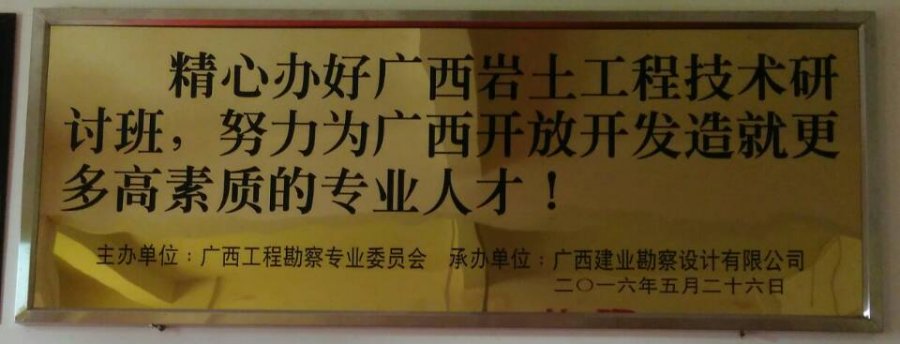 精心办好广西岩土工程技术研
讨班，努力为广西开放开发造就更
多高素质的专业人才！
主办单位：广西工程勘察专业委员会 承办单位：广西建业勘察设计有限公司
二〇一六年五月二十六日